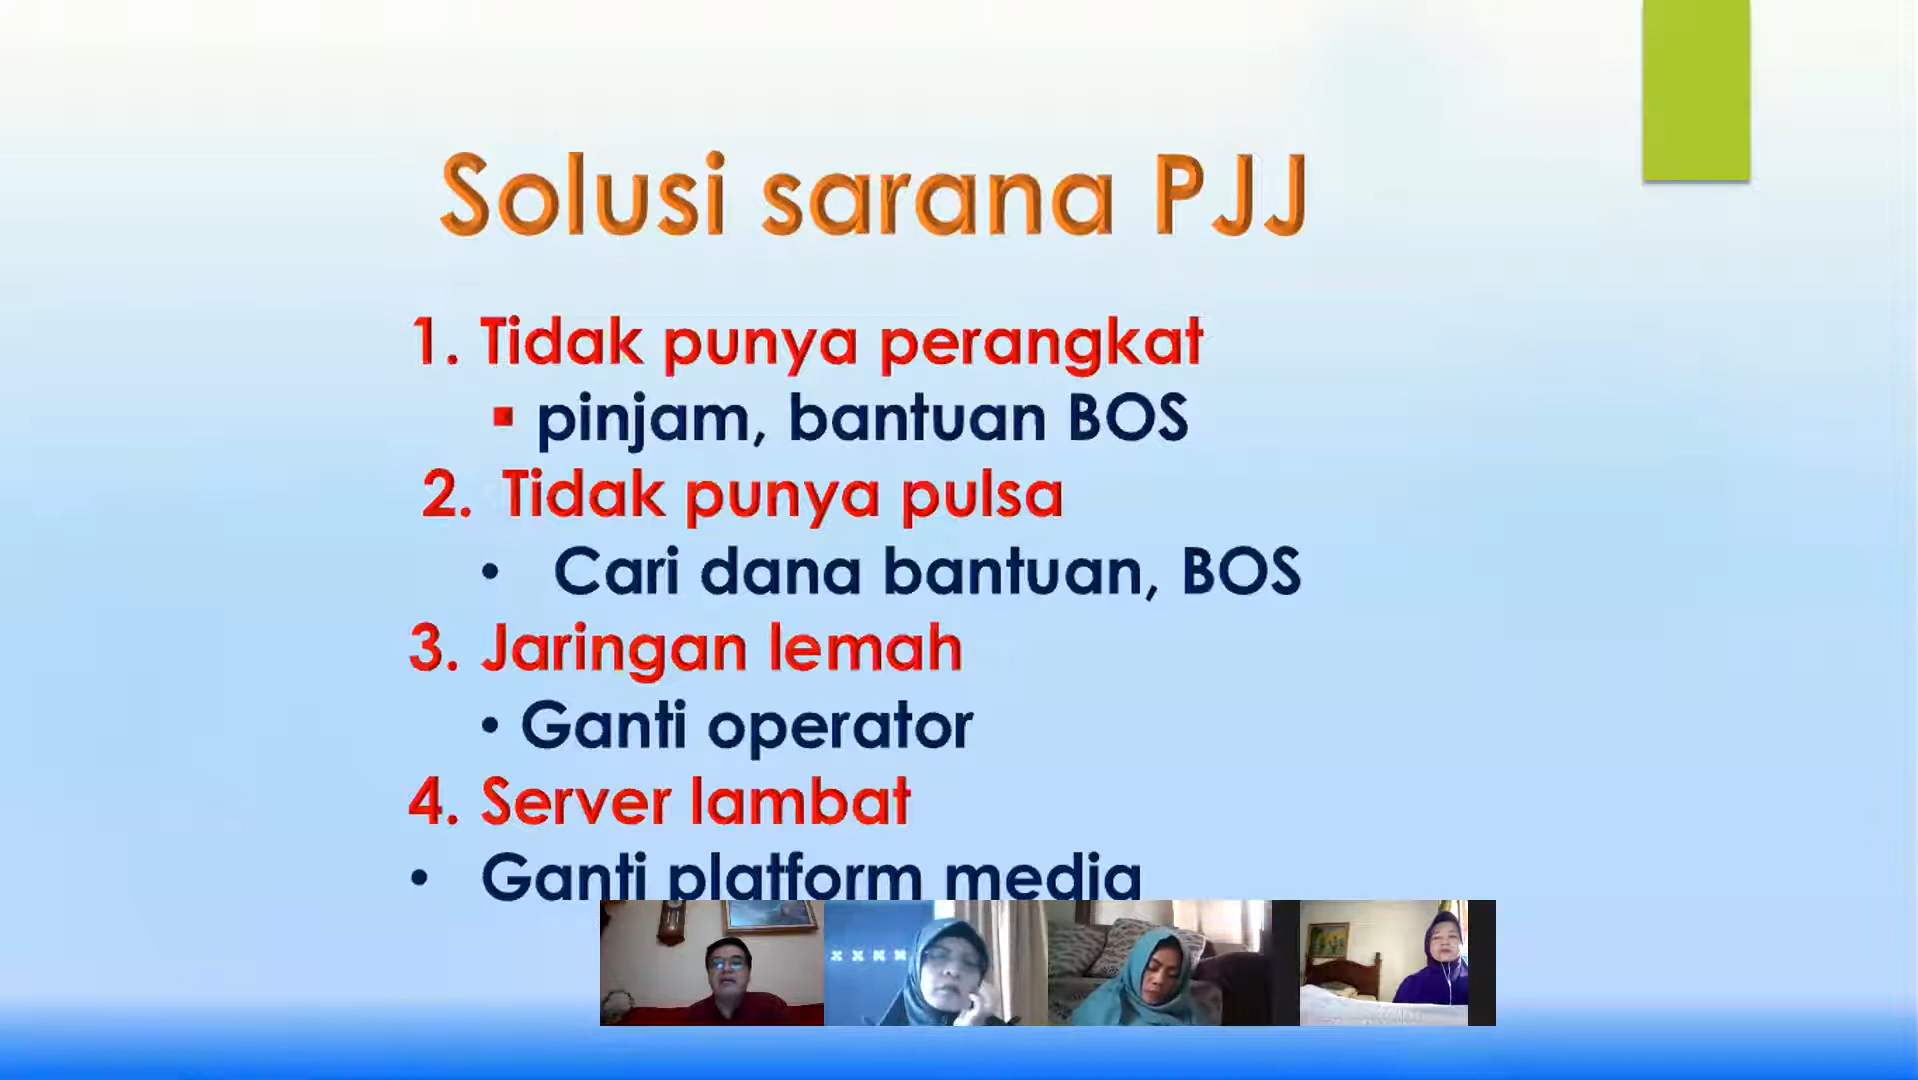 Solusi sarana PJJ
1. Tidak punya perangkat
▪ pinjam, bantuan BOS
2. Tidak punya pulsa
• Cari dana bantuan, BOS
3. Jaringan lemah
• Ganti operator
4. Server lambat
• Ganti platform media